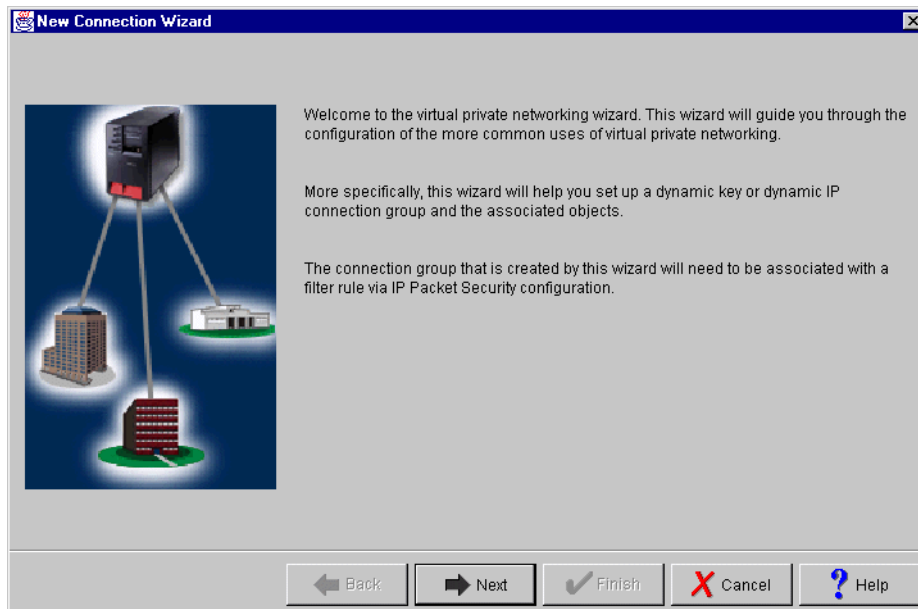 New Connection Wizard
Welcome to the virtual private networking wizard. This wizard will guide you through the
configuration of the more common uses of virtual private networking.
More specifically, this wizard will help you set up a dynamic key or dynamic IP
connection group and the associated objects.
The connection group that is created by this wizard will need to be associated with a
filter rule via IP Packet Security configuration.
Back
Next
Finish
Cancel
Help